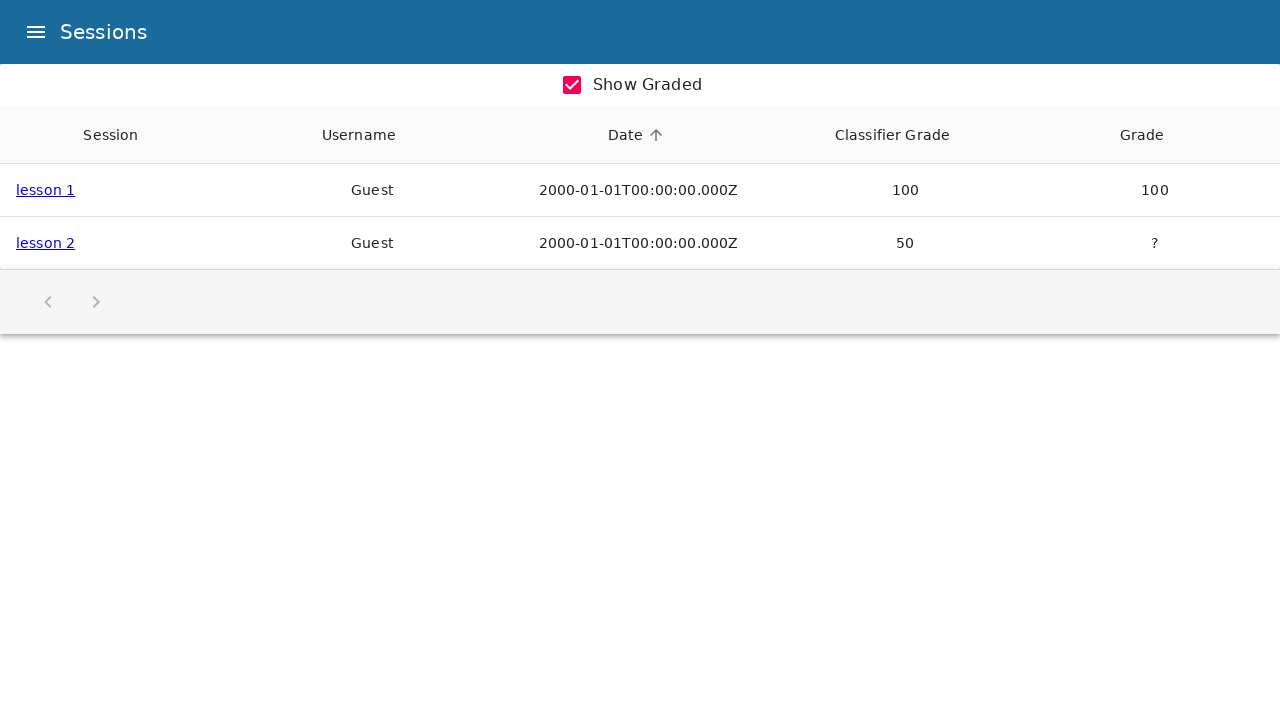 Sessions
Show Graded
Session Username Date Classifier Grade Grade
lesson 1 Guest 2000-01-01T00:00:00.000Z 100 100
lesson 2 Guest 2000-01-01T00:00:00.000Z 50 ?